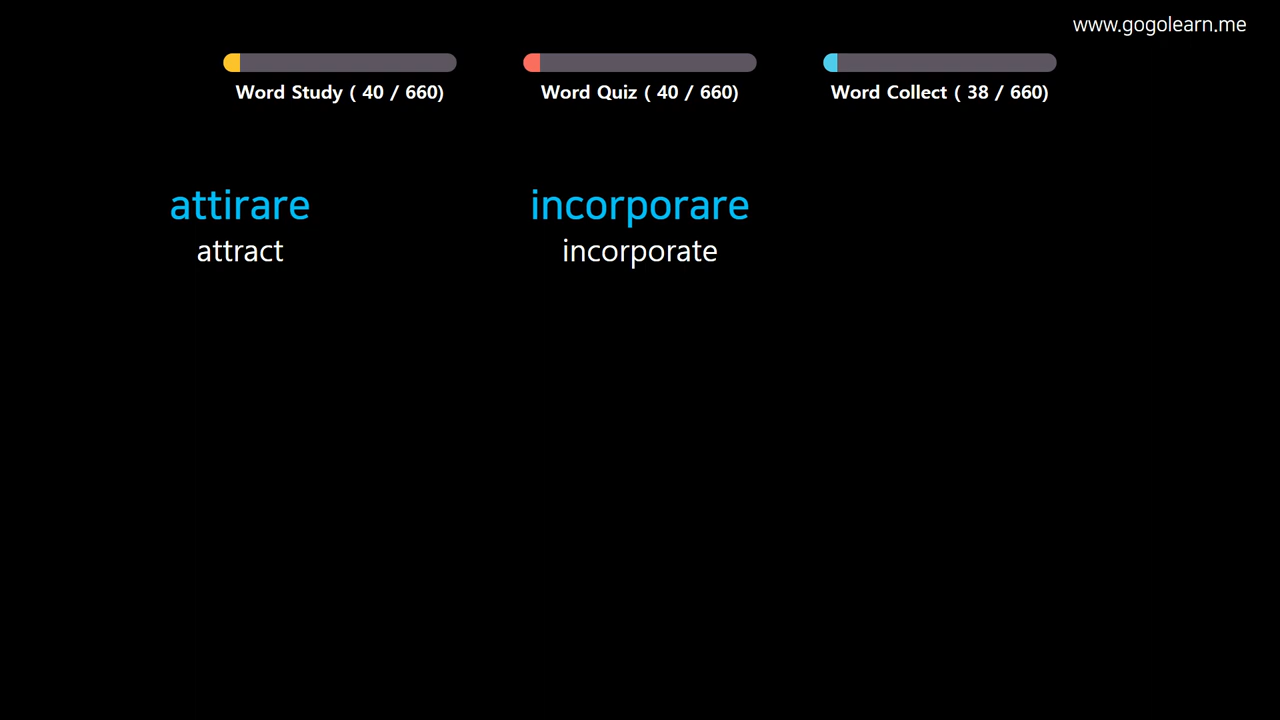 www.gogolearn.me
Word Study ( 40 / 660)
Word Quiz ( 40 / 660)
Word Collect ( 38 / 660)
attirare
attract
incorporare
incorporate